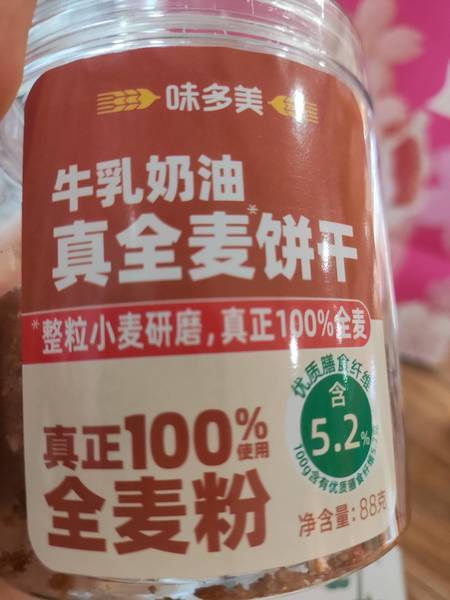 味多美
牛乳奶油
真全麦*饼干
*整粒小麦研磨，真正100%全麦
优质膳食纤维
含
5.2%
真正100%使用
全麦粉
净含量：88克